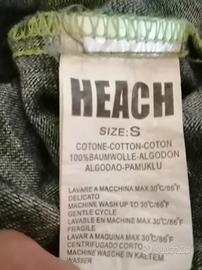 HEACH
SIZE:S
COTONE-COTTON-COTON
100%BAUMWOLLE-ALGODON
ALGODAO-PAMUKLU
LAVARE A MACCHINA MAX 30°C/86°F
DELICATO
MACHINE WASH UP TO 30°C/86°F
GENTLE CYCLE
LAVABLE EN MACHINE MAX 30°C/86°F
FRAGILE
LAVAR A MAQUINA MAX 30°C/86°F
CENTRIFUGADO CORTO
MACHINE WASCHE IN KALTEM
WASSER